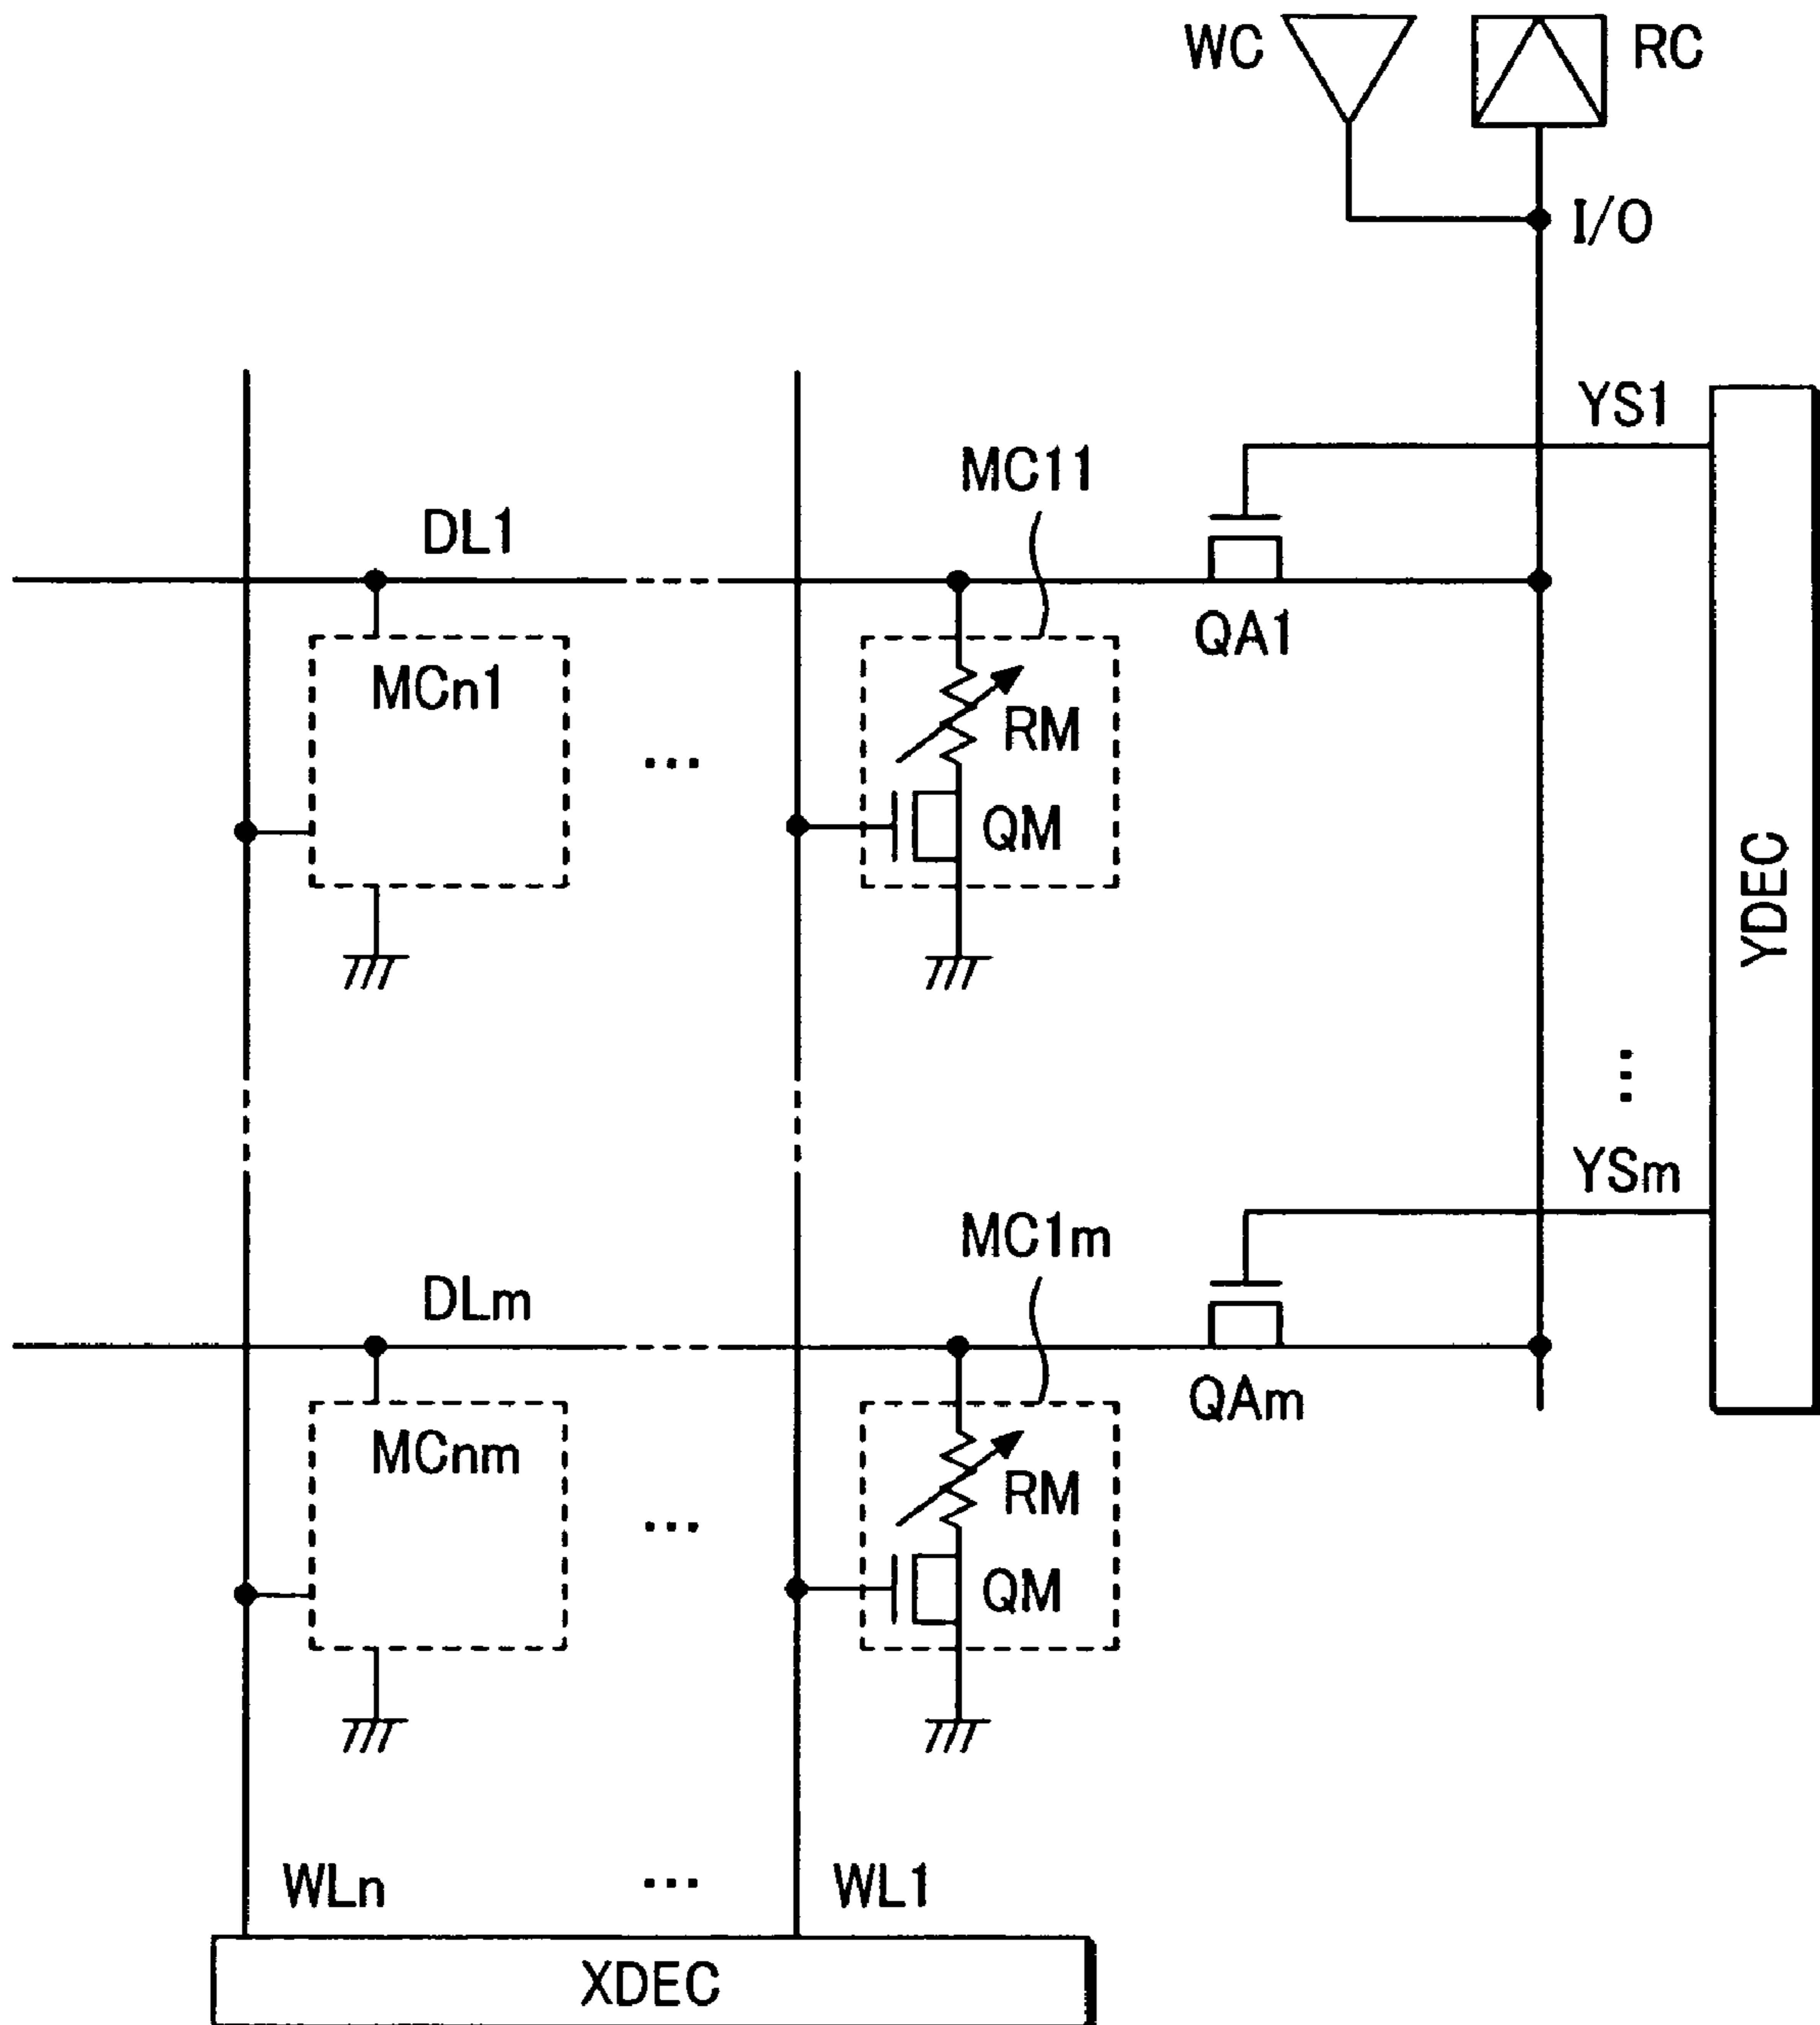 WC RC
I/O
YS1
MC11
DL1
QA1
MCn1
RM
...
QM
YDEC
⋮
YSm
MC1m
DLm
QAm
MCnm
RM
...
QM
WLn ... WL1
XDEC